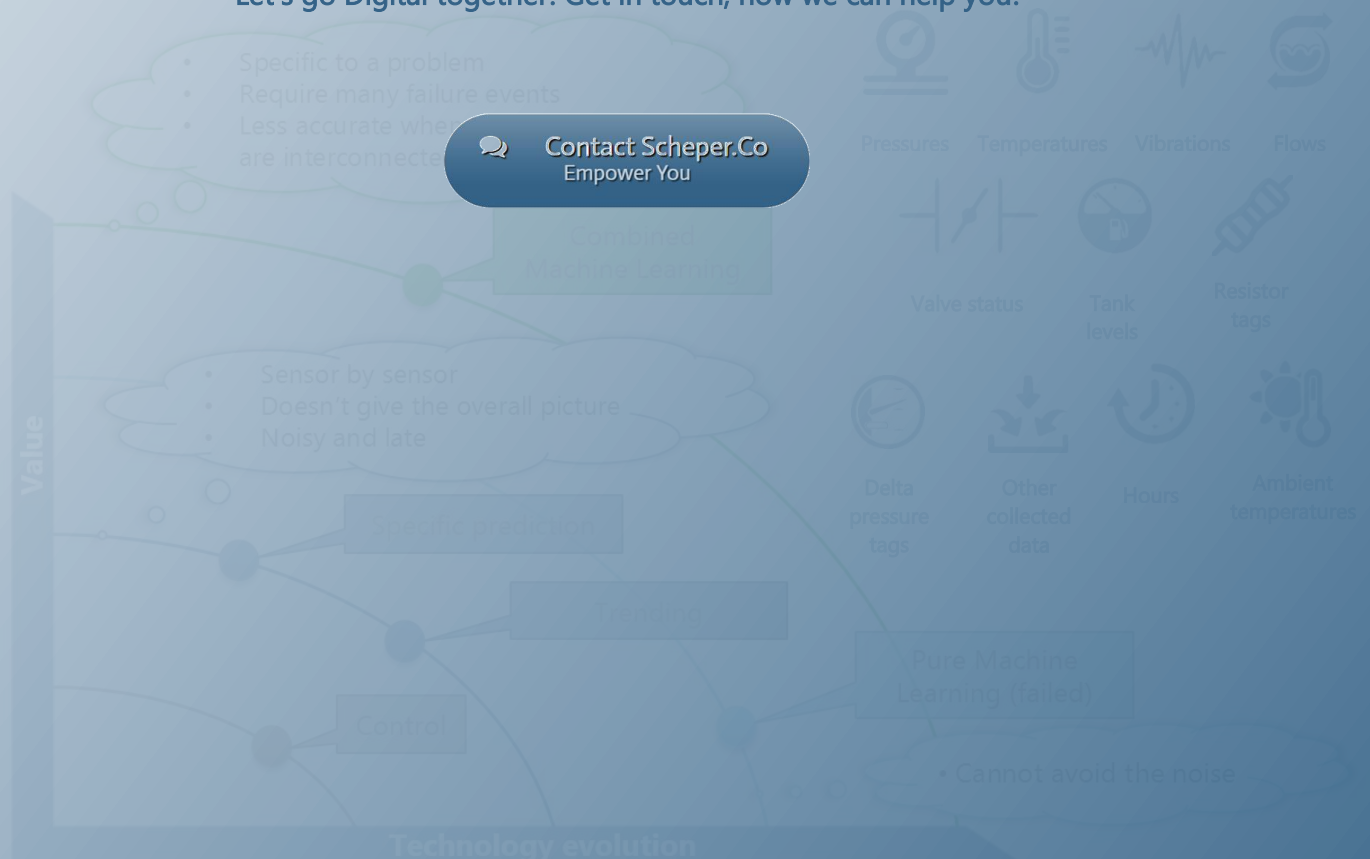 Let's go Digital together! Get in touch, how we can help you!
• Specific to a problem
• Require many failure events
• Less accurate when
are interconnecte
Contact Scheper.Co
Empower You
Combined
Machine Learning
• Sensor by sensor
• Doesn't give the overall picture
• Noisy and late
Value
Specific prediction
Trending
Control
Pure Machine
Learning (failed)
• Cannot avoid the noise
Technology evolution
Pressures
Temperatures
Vibrations
Flows
Valve status
Tank
levels
Resistor
tags
Delta
pressure
tags
Other
collected
data
Hours
Ambient
temperatures